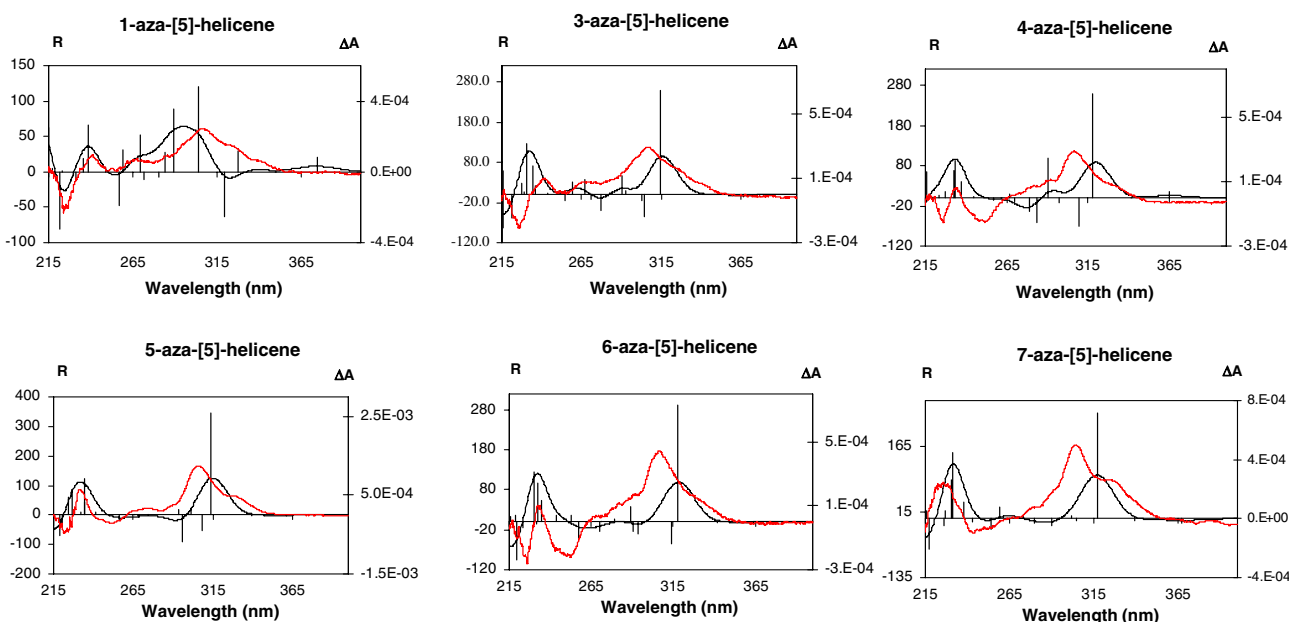 1-aza-[5]-helicene
R ΔA
150
100
50
0
-50
-100
4.E-04
0.E+00
-4.E-04
215 265 315 365
Wavelength (nm)
3-aza-[5]-helicene
R ΔA
280.0
180.0
80.0
-20.0
-120.0
5.E-04
1.E-04
-3.E-04
215 265 315 365
Wavelength (nm)
4-aza-[5]-helicene
R ΔA
280
180
80
-20
-120
5.E-04
1.E-04
-3.E-04
215 265 315 365
Wavelength (nm)
5-aza-[5]-helicene
R ΔA
400
300
200
100
0
-100
-200
2.5E-03
5.0E-04
-1.5E-03
215 265 315 365
Wavelength (nm)
6-aza-[5]-helicene
R ΔA
280
180
80
-20
-120
5.E-04
1.E-04
-3.E-04
215 265 315 365
Wavelength (nm)
7-aza-[5]-helicene
R ΔA
165
15
-135
8.E-04
4.E-04
0.E+00
-4.E-04
215 265 315 365
Wavelength (nm)